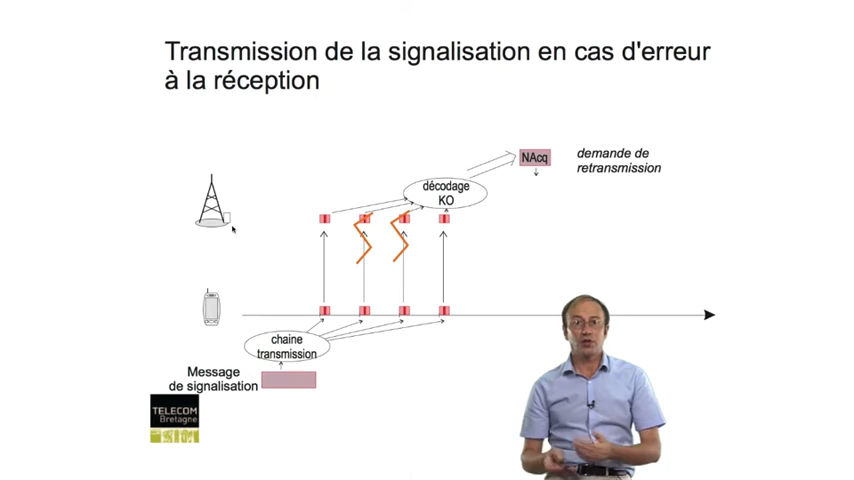 Transmission de la signalisation en cas d'erreur
à la réception
NAcq
demande de
retransmission
décodage
KO
chaine
transmission
Message
de signalisation
TELECOM
Bretagne